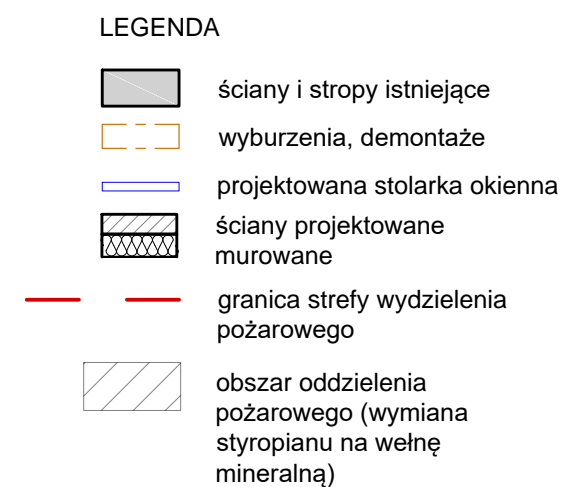 LEGENDA
ściany i stropy istniejące
wyburzenia, demontaże
projektowana stolarka okienna
ściany projektowane
murowane
granica strefy wydzielenia
pożarowego
obszar oddzielenia
pożarowego (wymiana
styropianu na wełnę
mineralną)